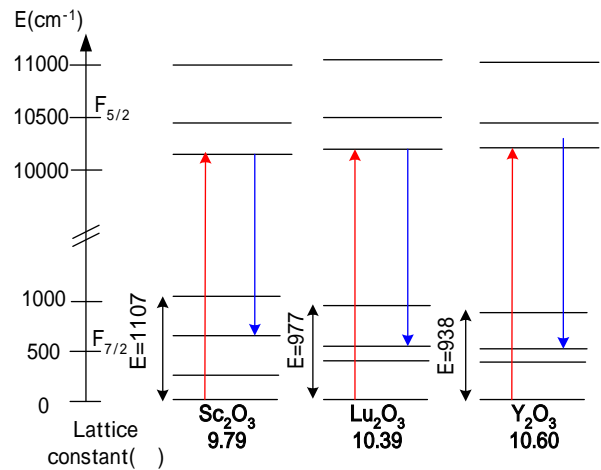 E(cm⁻¹)
11000
F₅/₂
10500
10000
1000
F₇/₂
500
0
E=1107
E=977
E=938
Sc₂O₃ Lu₂O₃ Y₂O₃
Lattice 9.79 10.39 10.60
constant( )